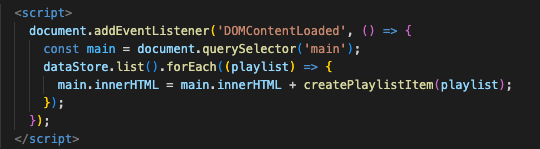 <script>
document.addEventListener('DOMContentLoaded', () => {
const main = document.querySelector('main');
dataStore.list().forEach((playlist) => {
main.innerHTML = main.innerHTML + createPlaylistItem(playlist);
});
});
</script>